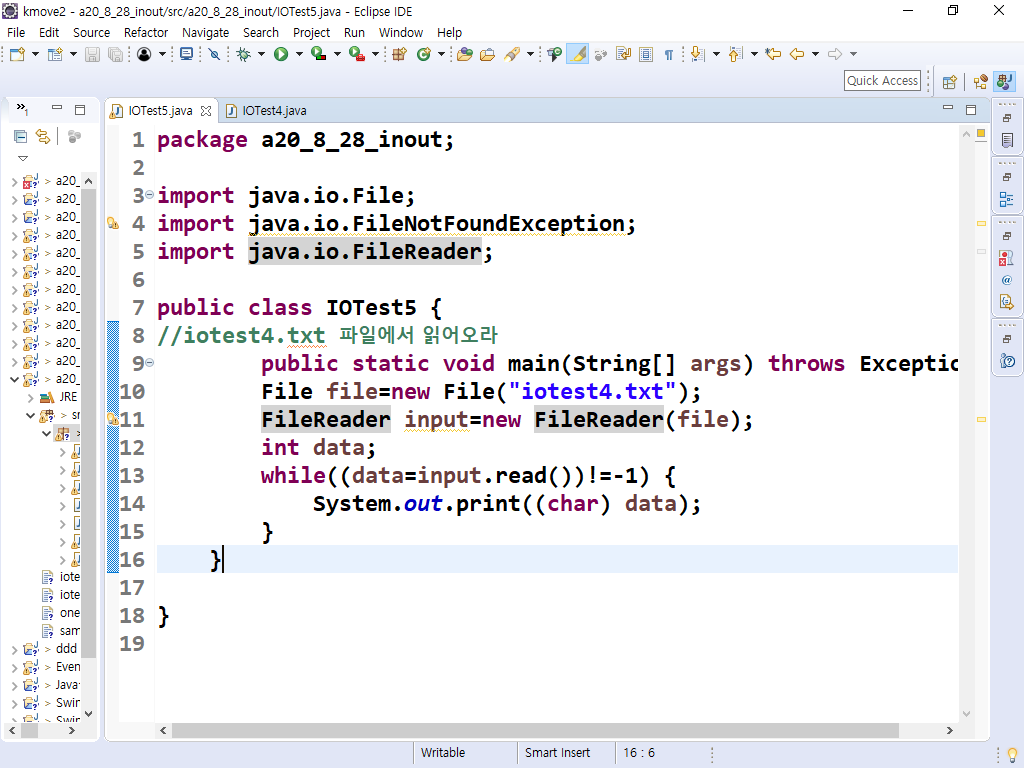 kmove2 - a20_8_28_inout/src/a20_8_28_inout/IOTest5.java - Eclipse IDE
File Edit Source Refactor Navigate Search Project Run Window Help
Quick Access
IOTest5.java IOTest4.java
1 package a20_8_28_inout;
2
3 import java.io.File;
4 import java.io.FileNotFoundException;
5 import java.io.FileReader;
6
7 public class IOTest5 {
8 //iotest4.txt 파일에서 읽어오라
9 public static void main(String[] args) throws Exceptio
10 File file=new File("iotest4.txt");
11 FileReader input=new FileReader(file);
12 int data;
13 while((data=input.read())!=-1) {
14 System.out.print((char) data);
15 }
16 }
17
18 }
19
> a20_
> a20_
> a20_
> a20_
> a20_
> a20_
> a20_
> a20_
> a20_
> a20_
> a20_
> a20_
JRE
> sr
>
iote
iote
one
sam
> ddd
> Even
> Java
> Swir
> Swir
Writable Smart Insert 16 : 6